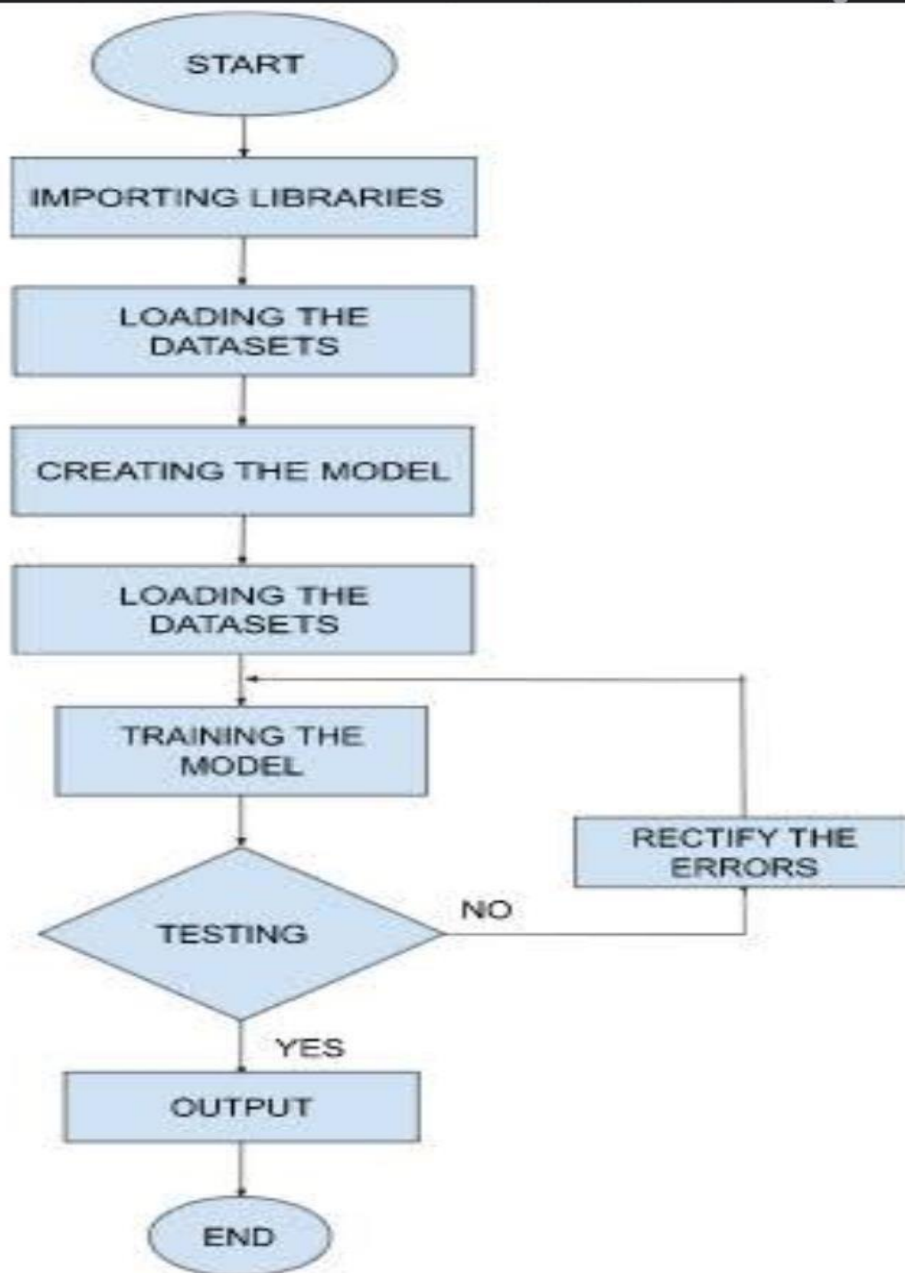 START
IMPORTING LIBRARIES
LOADING THE
DATASETS
CREATING THE MODEL
LOADING THE
DATASETS
TRAINING THE
MODEL
RECTIFY THE
ERRORS
TESTING
NO
YES
OUTPUT
END